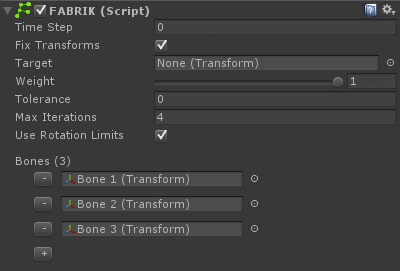 FABRIK (Script)
Time Step 0
Fix Transforms
Target None (Transform)
Weight 1
Tolerance 0
Max Iterations 4
Use Rotation Limits
Bones (3)
- Bone 1 (Transform)
- Bone 2 (Transform)
- Bone 3 (Transform)
+